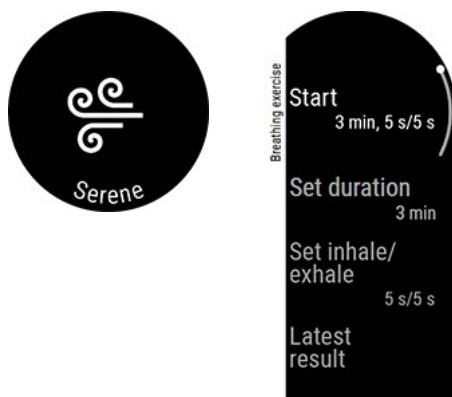 Serene
Breathing exercise
Start
3 min, 5 s/5 s
Set duration
3 min
Set inhale/
exhale
5 s/5 s
Latest
result